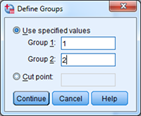 Define Groups
Use specified values
Group 1: 1
Group 2: 2
Cut point:
Continue Cancel Help